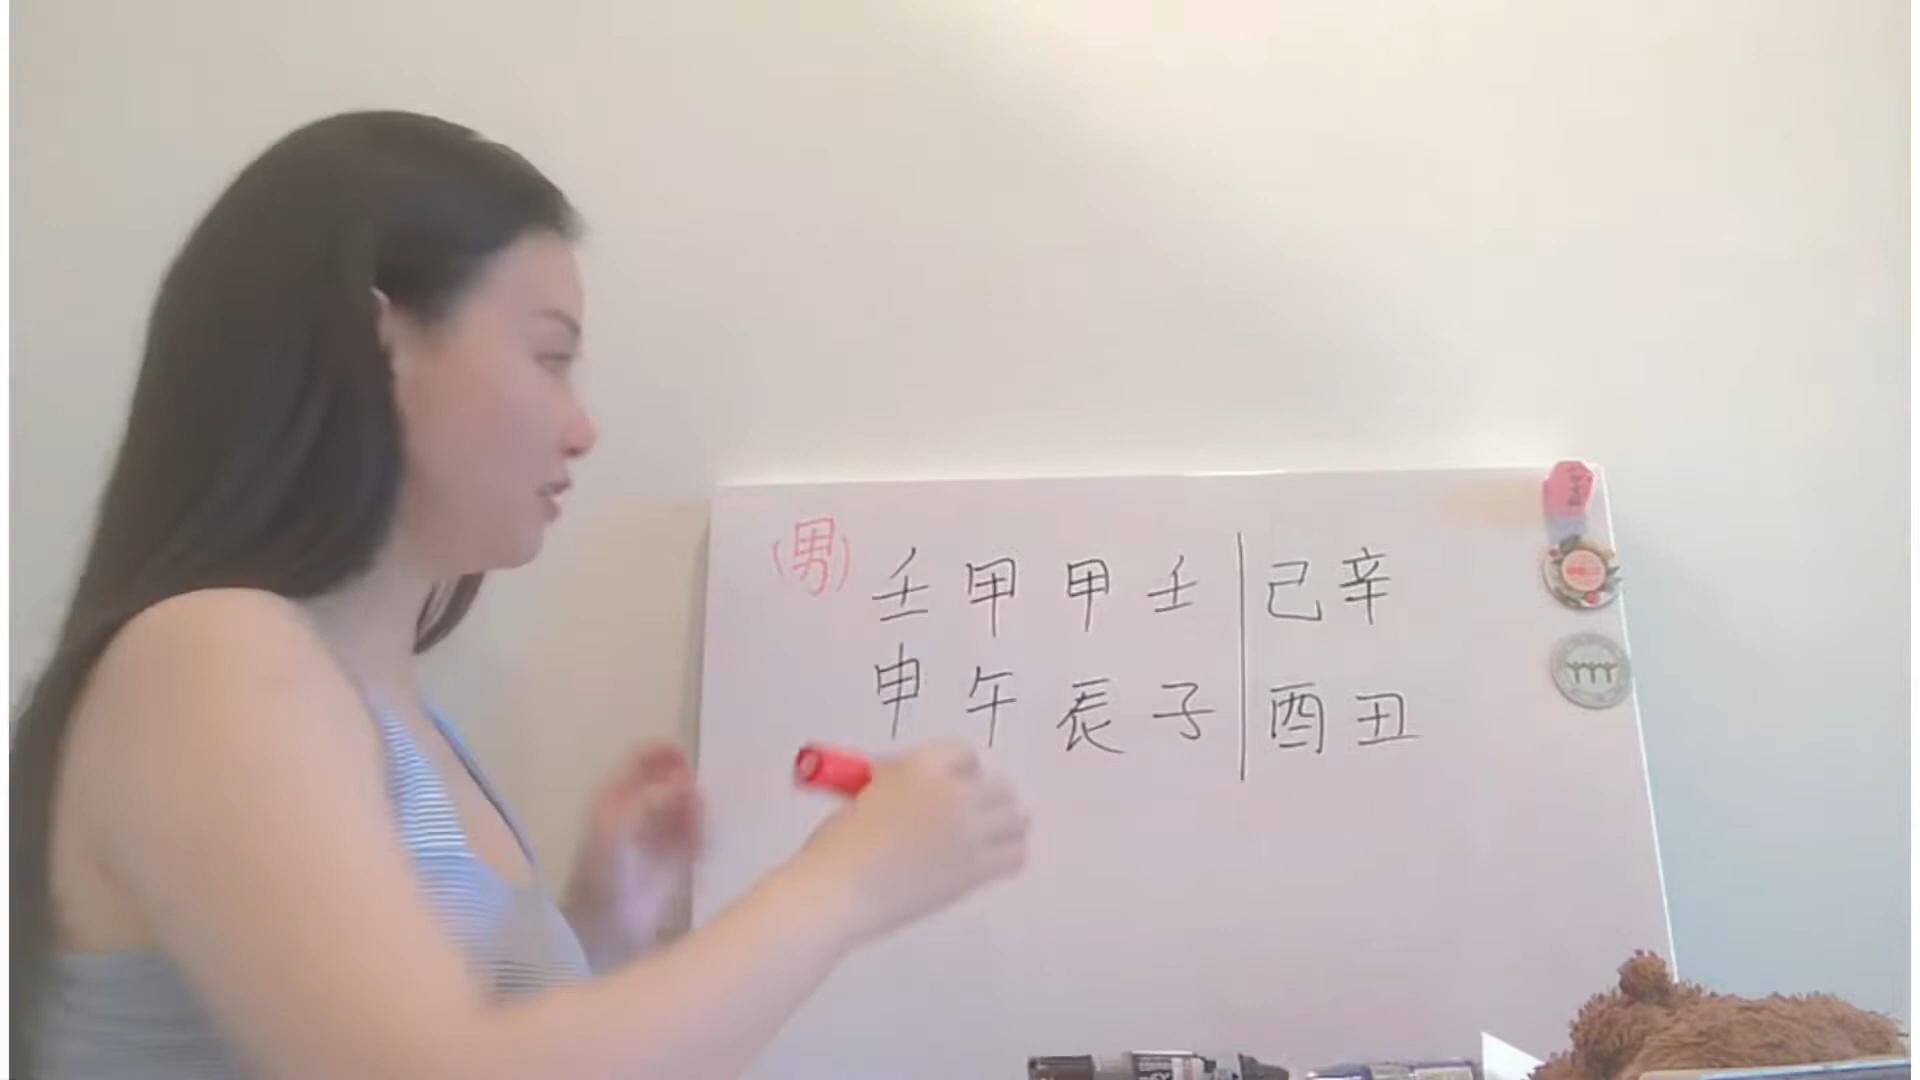 (男)
壬甲甲壬 己辛
申午辰子 酉丑